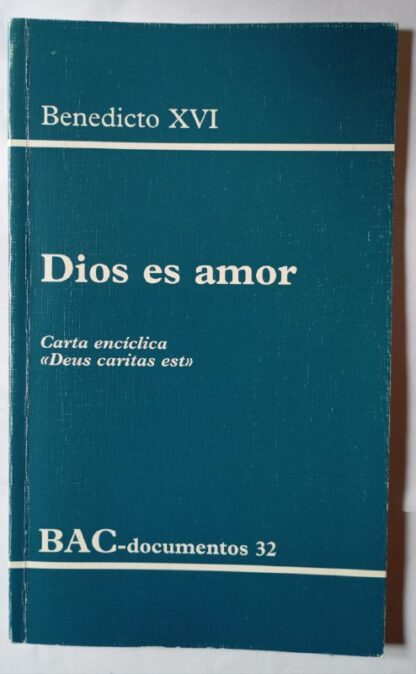 Benedicto XVI
Dios es amor
Carta encíclica
«Deus caritas est»
BAC-documentos 32